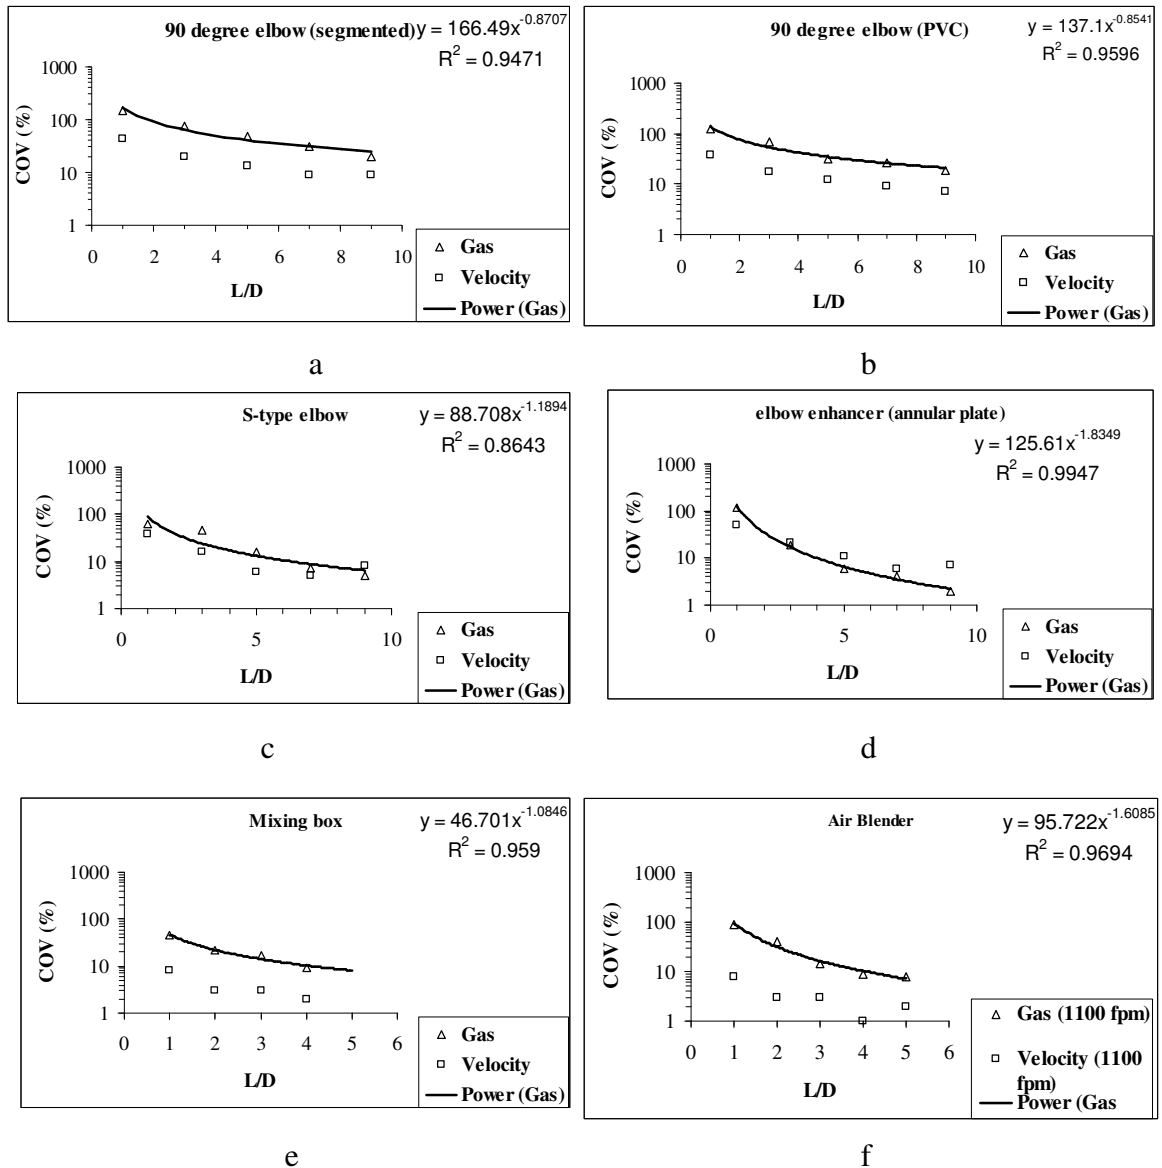 90 degree elbow (segmented)
y = 166.49x^-0.8707
R² = 0.9471
1000
100
10
1
COV (%)
0 2 4 6 8 10
L/D
Gas
Velocity
Power (Gas)
a
90 degree elbow (PVC)
y = 137.1x^-0.8541
R² = 0.9596
1000
100
10
1
COV (%)
0 2 4 6 8 10
L/D
Gas
Velocity
Power (Gas)
b
S-type elbow
y = 88.708x^-1.1894
R² = 0.8643
1000
100
10
1
COV (%)
0 5 10
L/D
Gas
Velocity
Power (Gas)
c
elbow enhancer (annular plate)
y = 125.61x^-1.8349
R² = 0.9947
1000
100
10
1
COV (%)
0 5 10
L/D
Gas
Velocity
Power (Gas)
d
Mixing box
y = 46.701x^-1.0846
R² = 0.959
1000
100
10
1
COV (%)
0 1 2 3 4 5 6
L/D
Gas
Velocity
Power (Gas)
e
Air Blender
y = 95.722x^-1.6085
R² = 0.9694
1000
100
10
1
COV (%)
0 1 2 3 4 5 6
L/D
Gas (1100 fpm)
Velocity (1100
fpm)
Power (Gas
f